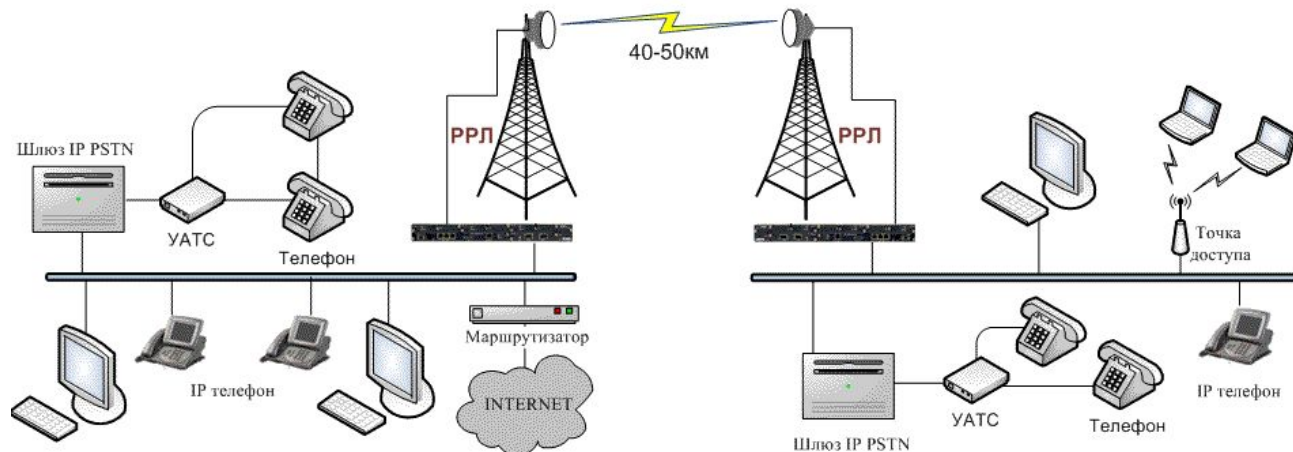 40-50км
РРЛ
РРЛ
Шлюз IP PSTN
УАТС
Телефон
Точка
доступа
Маршрутизатор
IP телефон
INTERNET
IP телефон
УАТС
Телефон
Шлюз IP PSTN